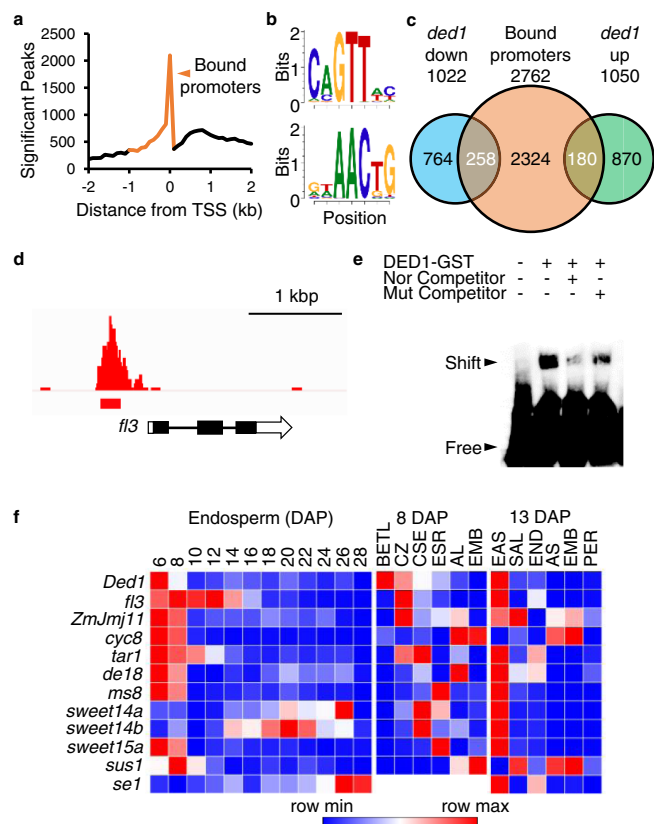 a
2500
2000
1500
1000
500
0
Significant Peaks
Bound
promoters
-2 -1 0 1 2
Distance from TSS (kb)
b
2
1
0
Bits
CAGTTAC
2
1
0
Bits
GTAACTG
Position
c
ded1
down
1022
Bound
promoters
2762
ded1
up
1050
764 258 2324 180 870
d
1 kbp
fl3
e
DED1-GST - + + +
Nor Competitor - - + -
Mut Competitor - - - +
Shift
Free
f
Endosperm (DAP) 8 DAP 13 DAP
6 8 10 12 14 16 18 20 22 24 26 28 BETL CZ CSE ESR AL EMB EAS SAL END AS EMB PER
Ded1
fl3
ZmJmj11
cyc8
tar1
de18
ms8
sweet14a
sweet14b
sweet15a
sus1
se1
row min row max